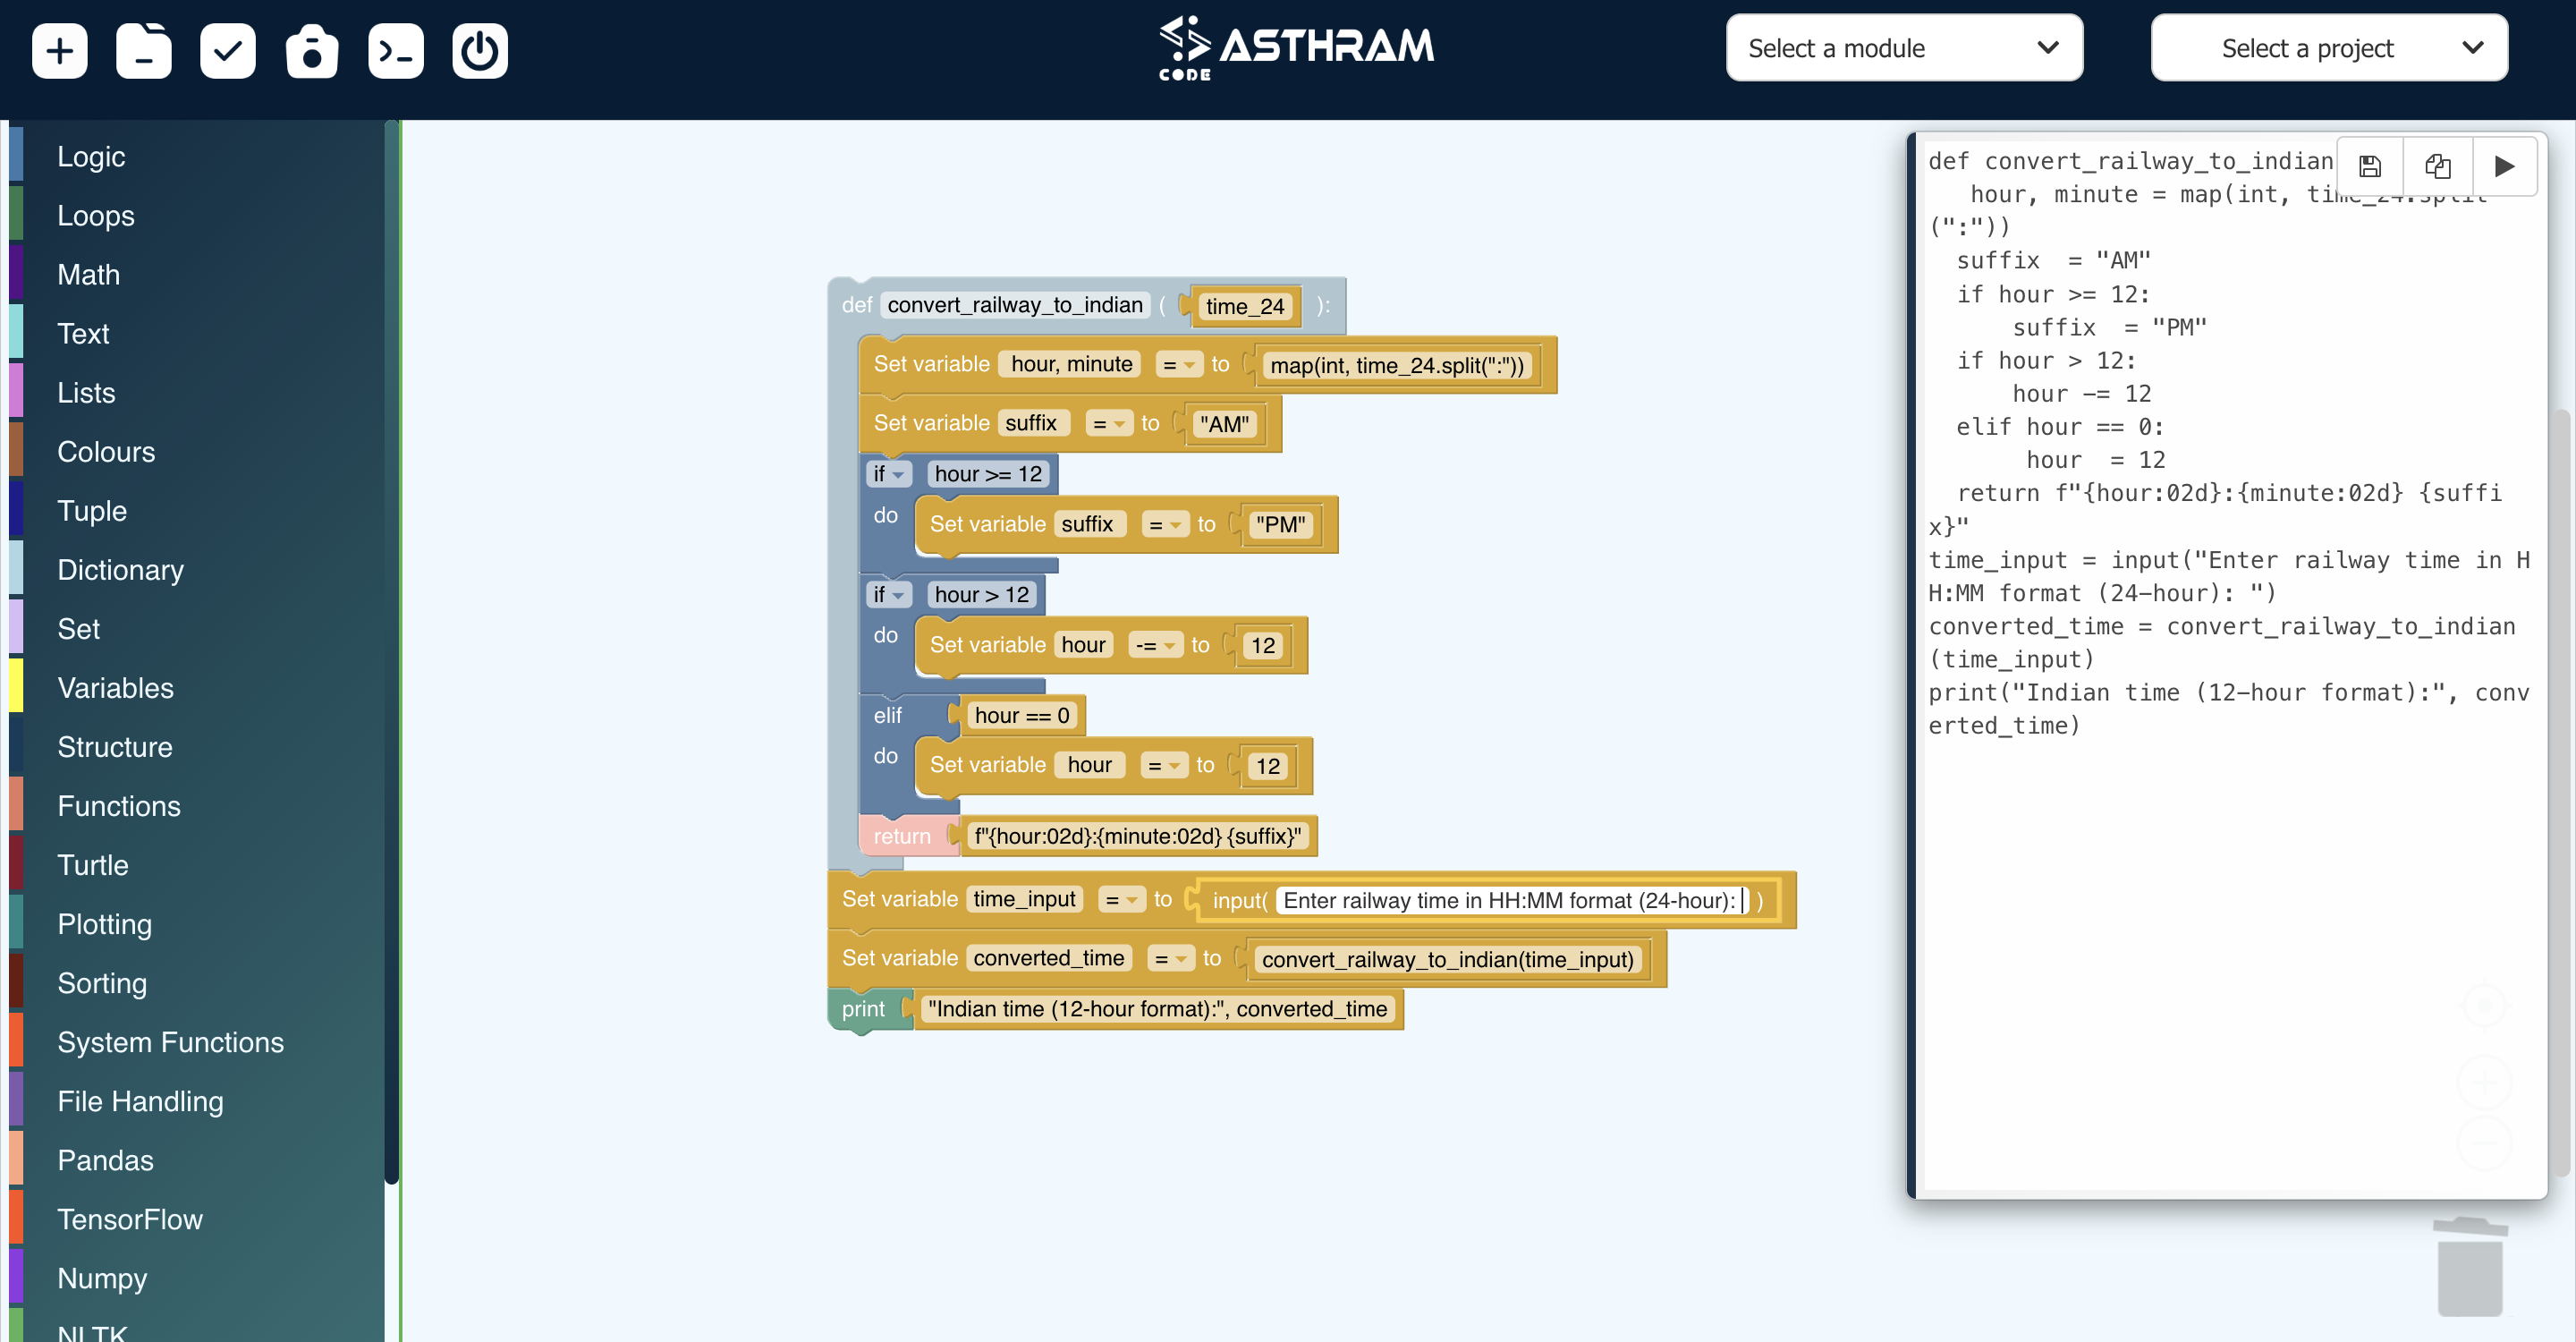 CODE ASTHRAM
Select a module
Select a project
Logic
Loops
Math
Text
Lists
Colours
Tuple
Dictionary
Set
Variables
Structure
Functions
Turtle
Plotting
Sorting
System Functions
File Handling
Pandas
TensorFlow
Numpy
NLTK
def convert_railway_to_indian ( time_24 ):
Set variable hour, minute = to map(int, time_24.split(":"))
Set variable suffix = to "AM"
if hour >= 12
do Set variable suffix = to "PM"
if hour > 12
do Set variable hour -= to 12
elif hour == 0
do Set variable hour = to 12
return f"{hour:02d}:{minute:02d} {suffix}"
Set variable time_input = to input( Enter railway time in HH:MM format (24-hour): )
Set variable converted_time = to convert_railway_to_indian(time_input)
print "Indian time (12-hour format):", converted_time
def convert_railway_to_indian
hour, minute = map(int, time_24.split
(":"))
suffix  = "AM"
if hour >= 12:
suffix  = "PM"
if hour > 12:
hour -= 12
elif hour == 0:
hour  = 12
return f"{hour:02d}:{minute:02d} {suffi
x}"
time_input = input("Enter railway time in H
H:MM format (24-hour): ")
converted_time = convert_railway_to_indian
(time_input)
print("Indian time (12-hour format):", conv
erted_time)